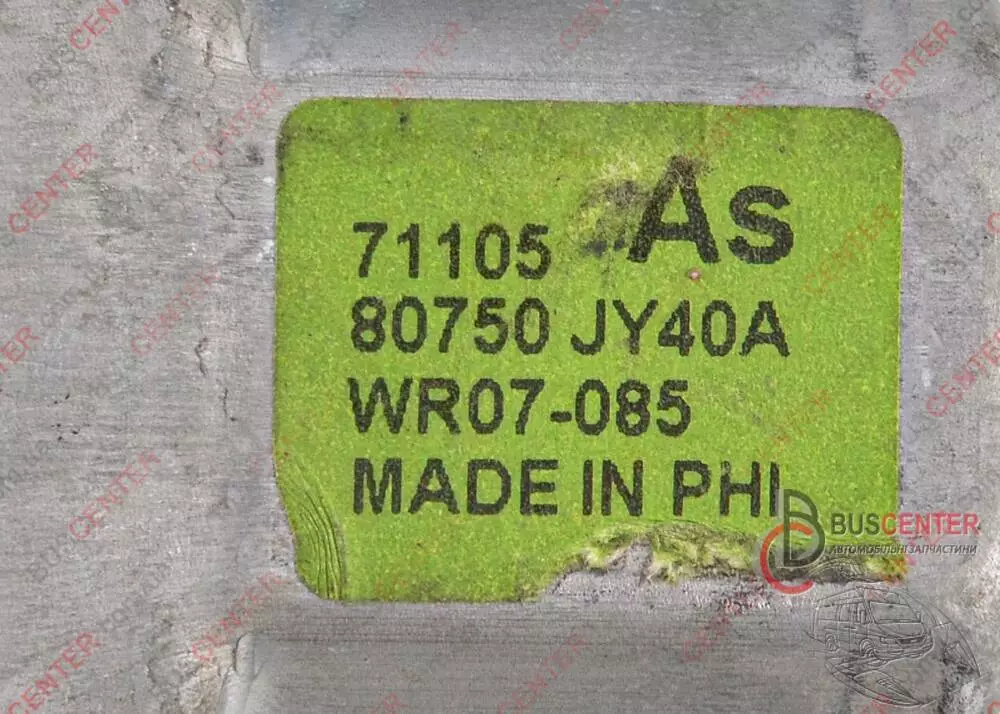 As
71105
80750 JY40A
WR07-085
MADE IN PHI
BUSCENTER
АВТОМОБІЛЬНІ ЗАПЧАСТИНИ